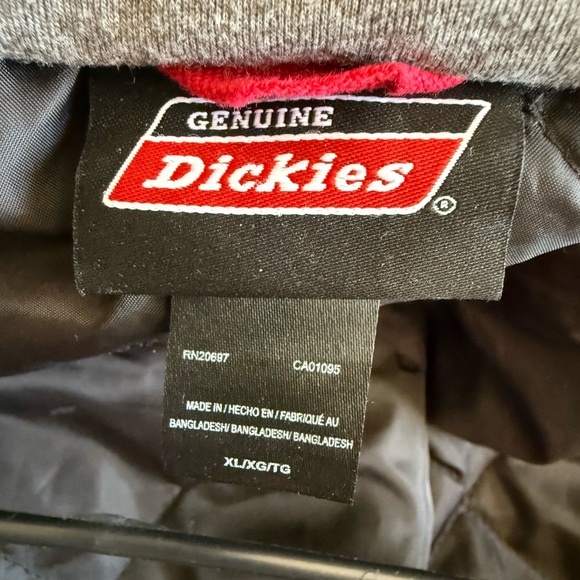 GENUINE
Dickies
®
RN20697 CA01095
MADE IN / HECHO EN / FABRIQUÉ AU
BANGLADESH/ BANGLADESH/ BANGLADESH
XL/XG/TG